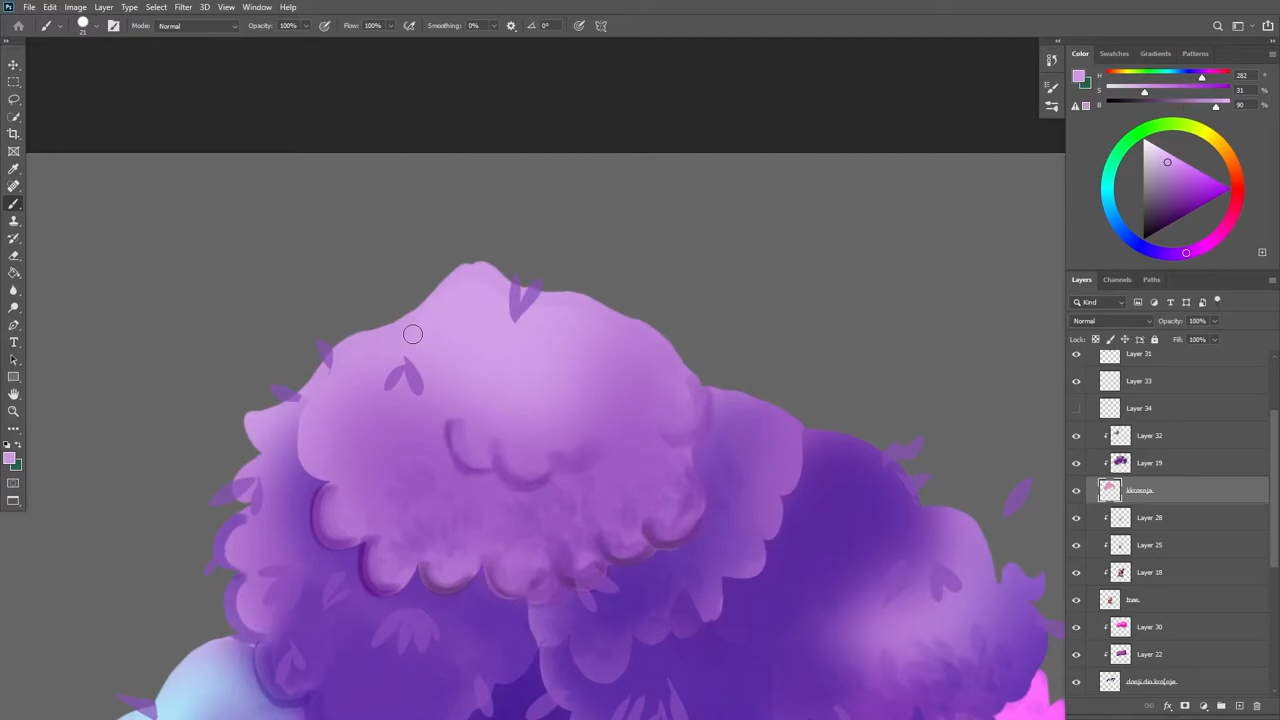 File Edit Image Layer Type Select Filter 3D View Window Help
21 Mode: Normal Opacity: 100% Flow: 100% Smoothing: 0% 0°
Color Swatches Gradients Patterns
H 282 °
S 31 %
B 90 %
Layers Channels Paths
Kind
Normal Opacity: 100%
Lock: Fill: 100%
Layer 31
Layer 33
Layer 34
Layer 32
Layer 19
Layer 28
Layer 25
Layer 18
tree
Layer 30
Layer 22